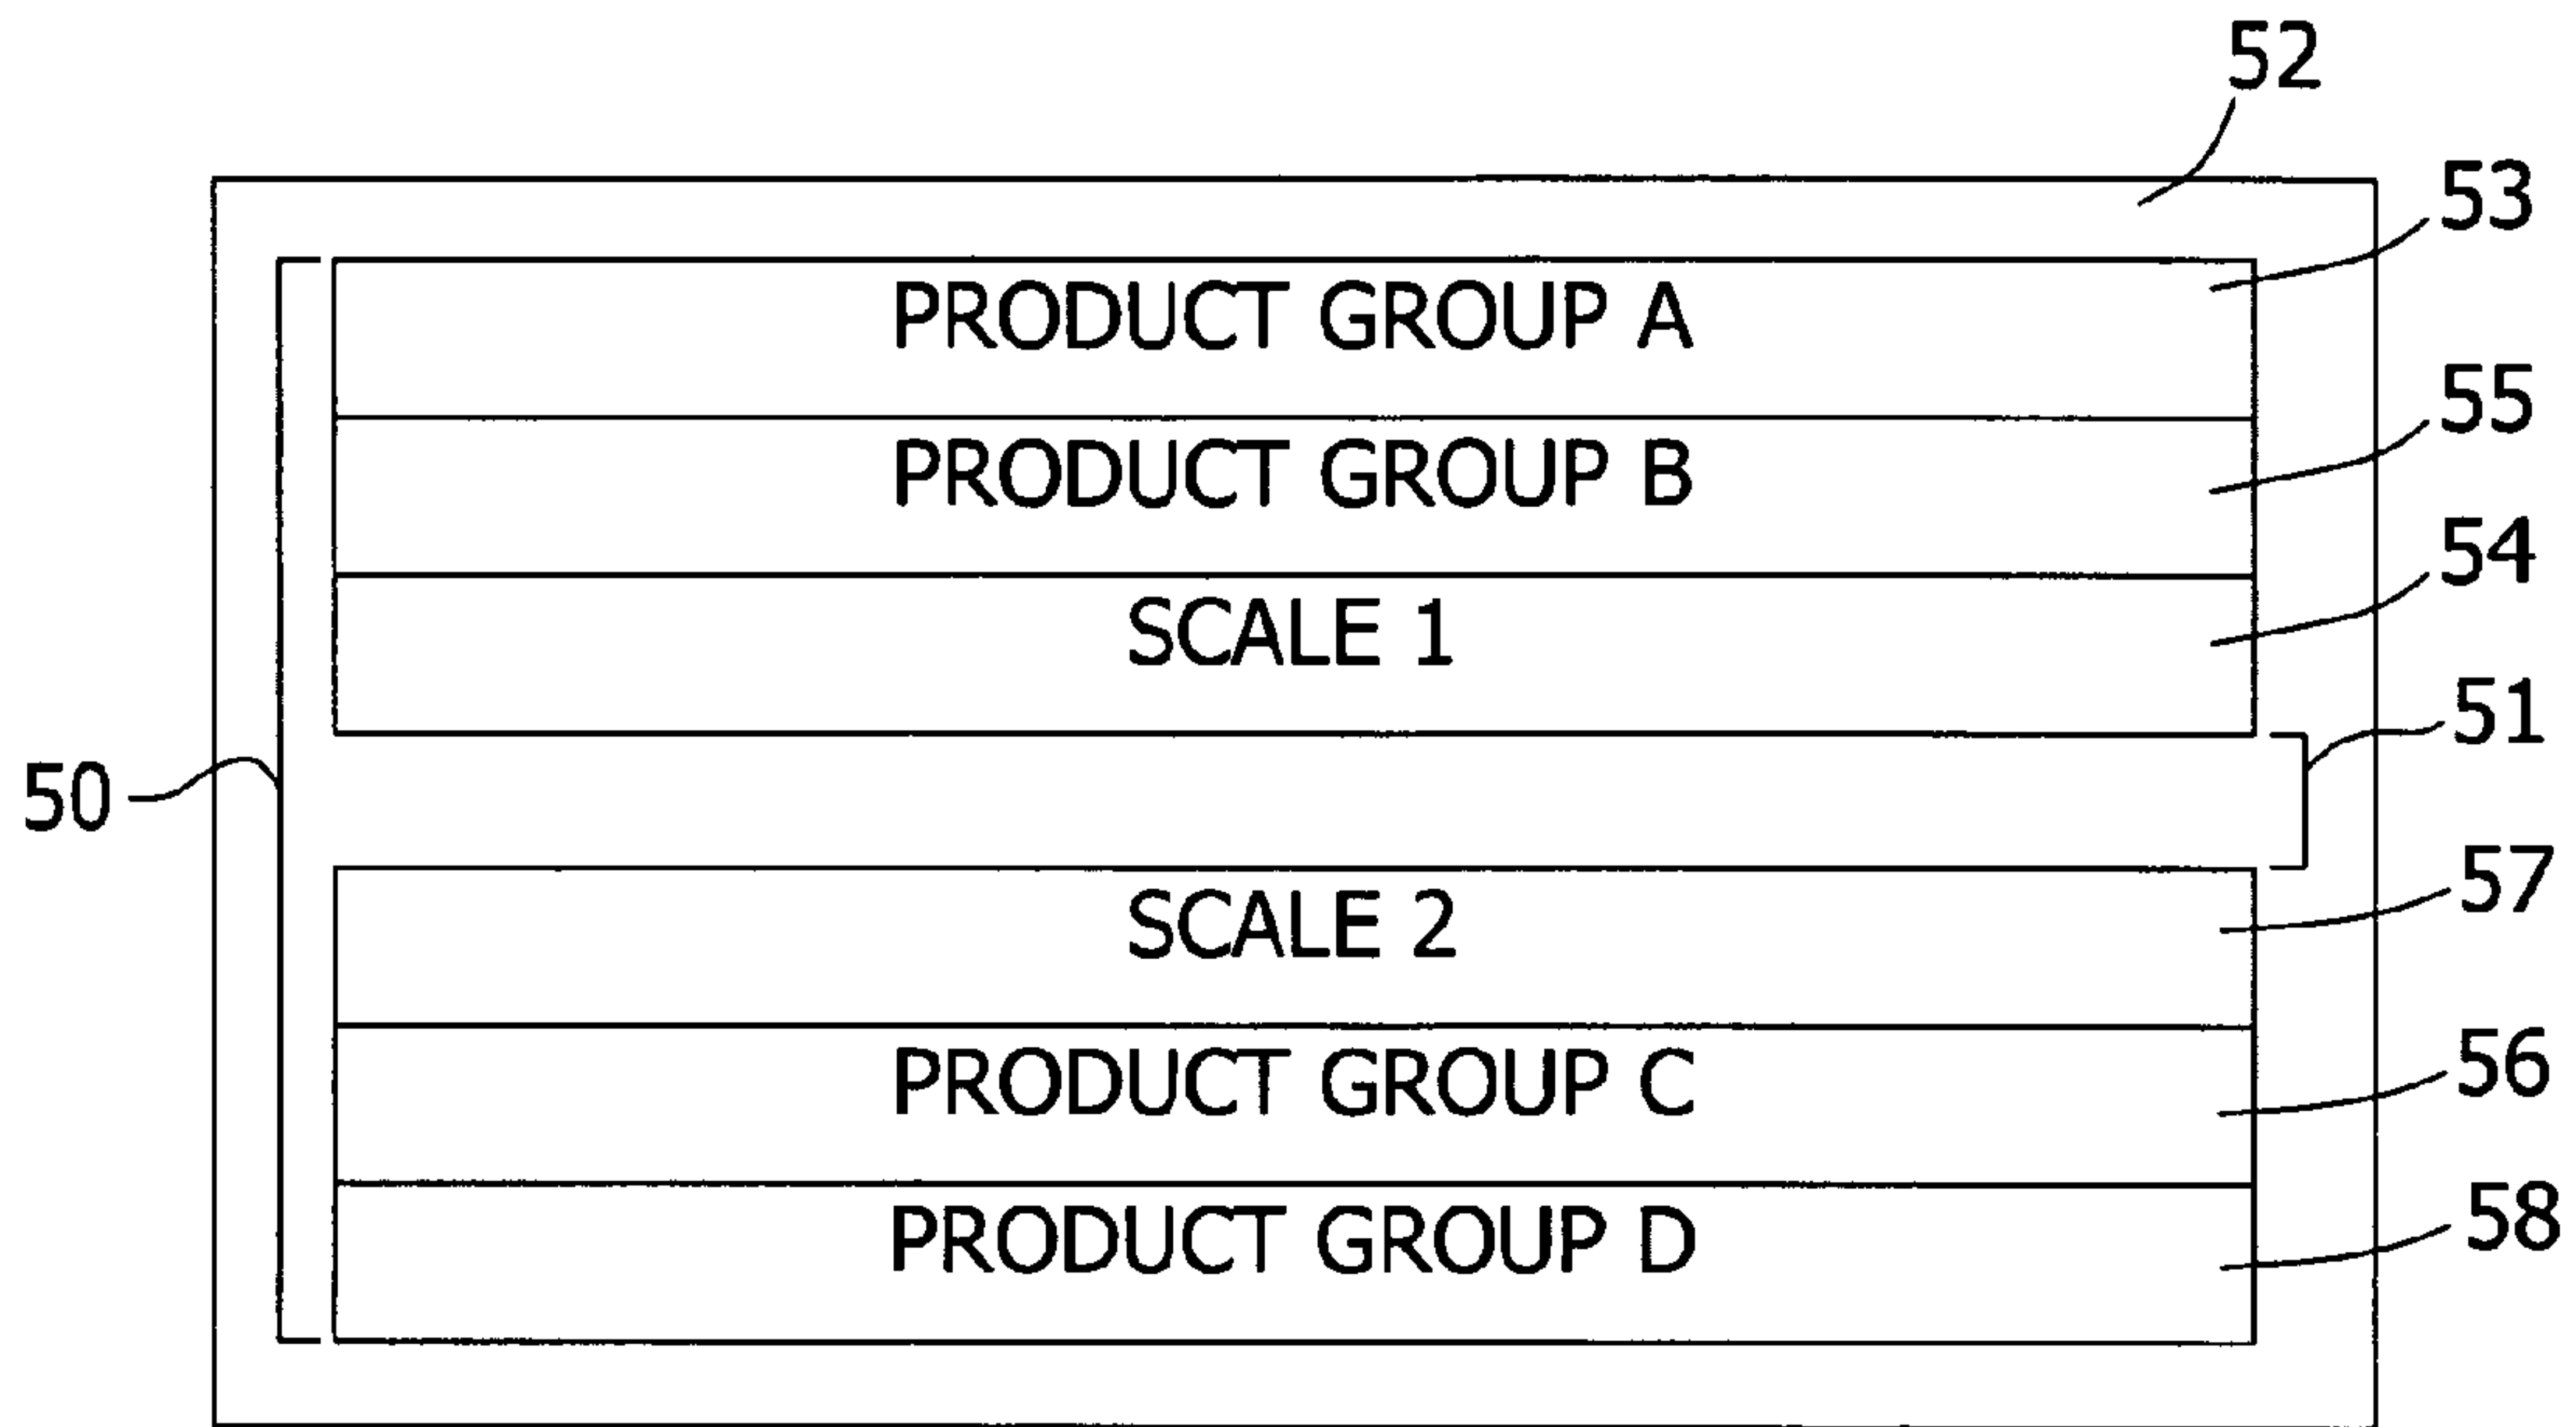 52
53
PRODUCT GROUP A
55
PRODUCT GROUP B
54
SCALE 1
51
50
57
SCALE 2
56
PRODUCT GROUP C
58
PRODUCT GROUP D